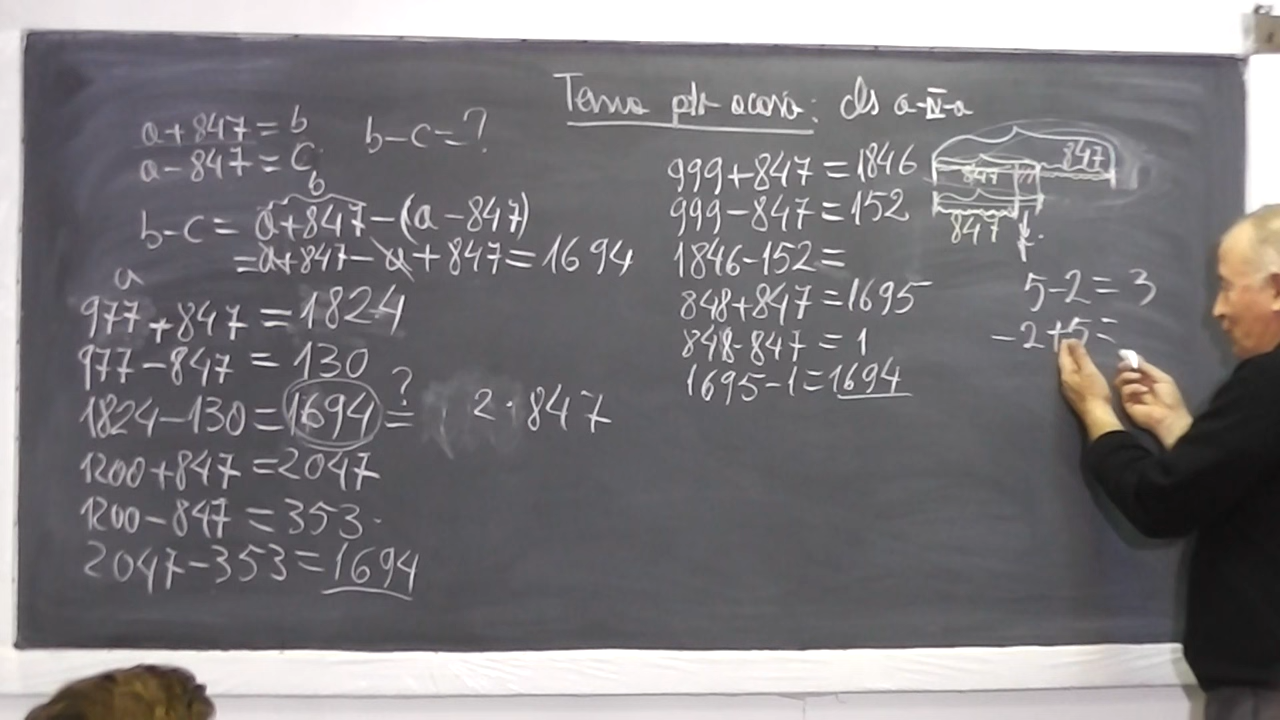 Tema ptr acasă: cls a-IV-a
a+847=b
a-847=c
b-c=?
b
b-c=a+847-(a-847)
=a+847-a+847=1694
a
977+847=1824
977-847=130
1824-130=1694=?
2·847
1200+847=2047
1200-847=353
2047-353=1694
999+847=1846
999-847=152
1846-152=
848+847=1695
848-847=1
1695-1=1694
847
847
847
5-2=3
-2+5=